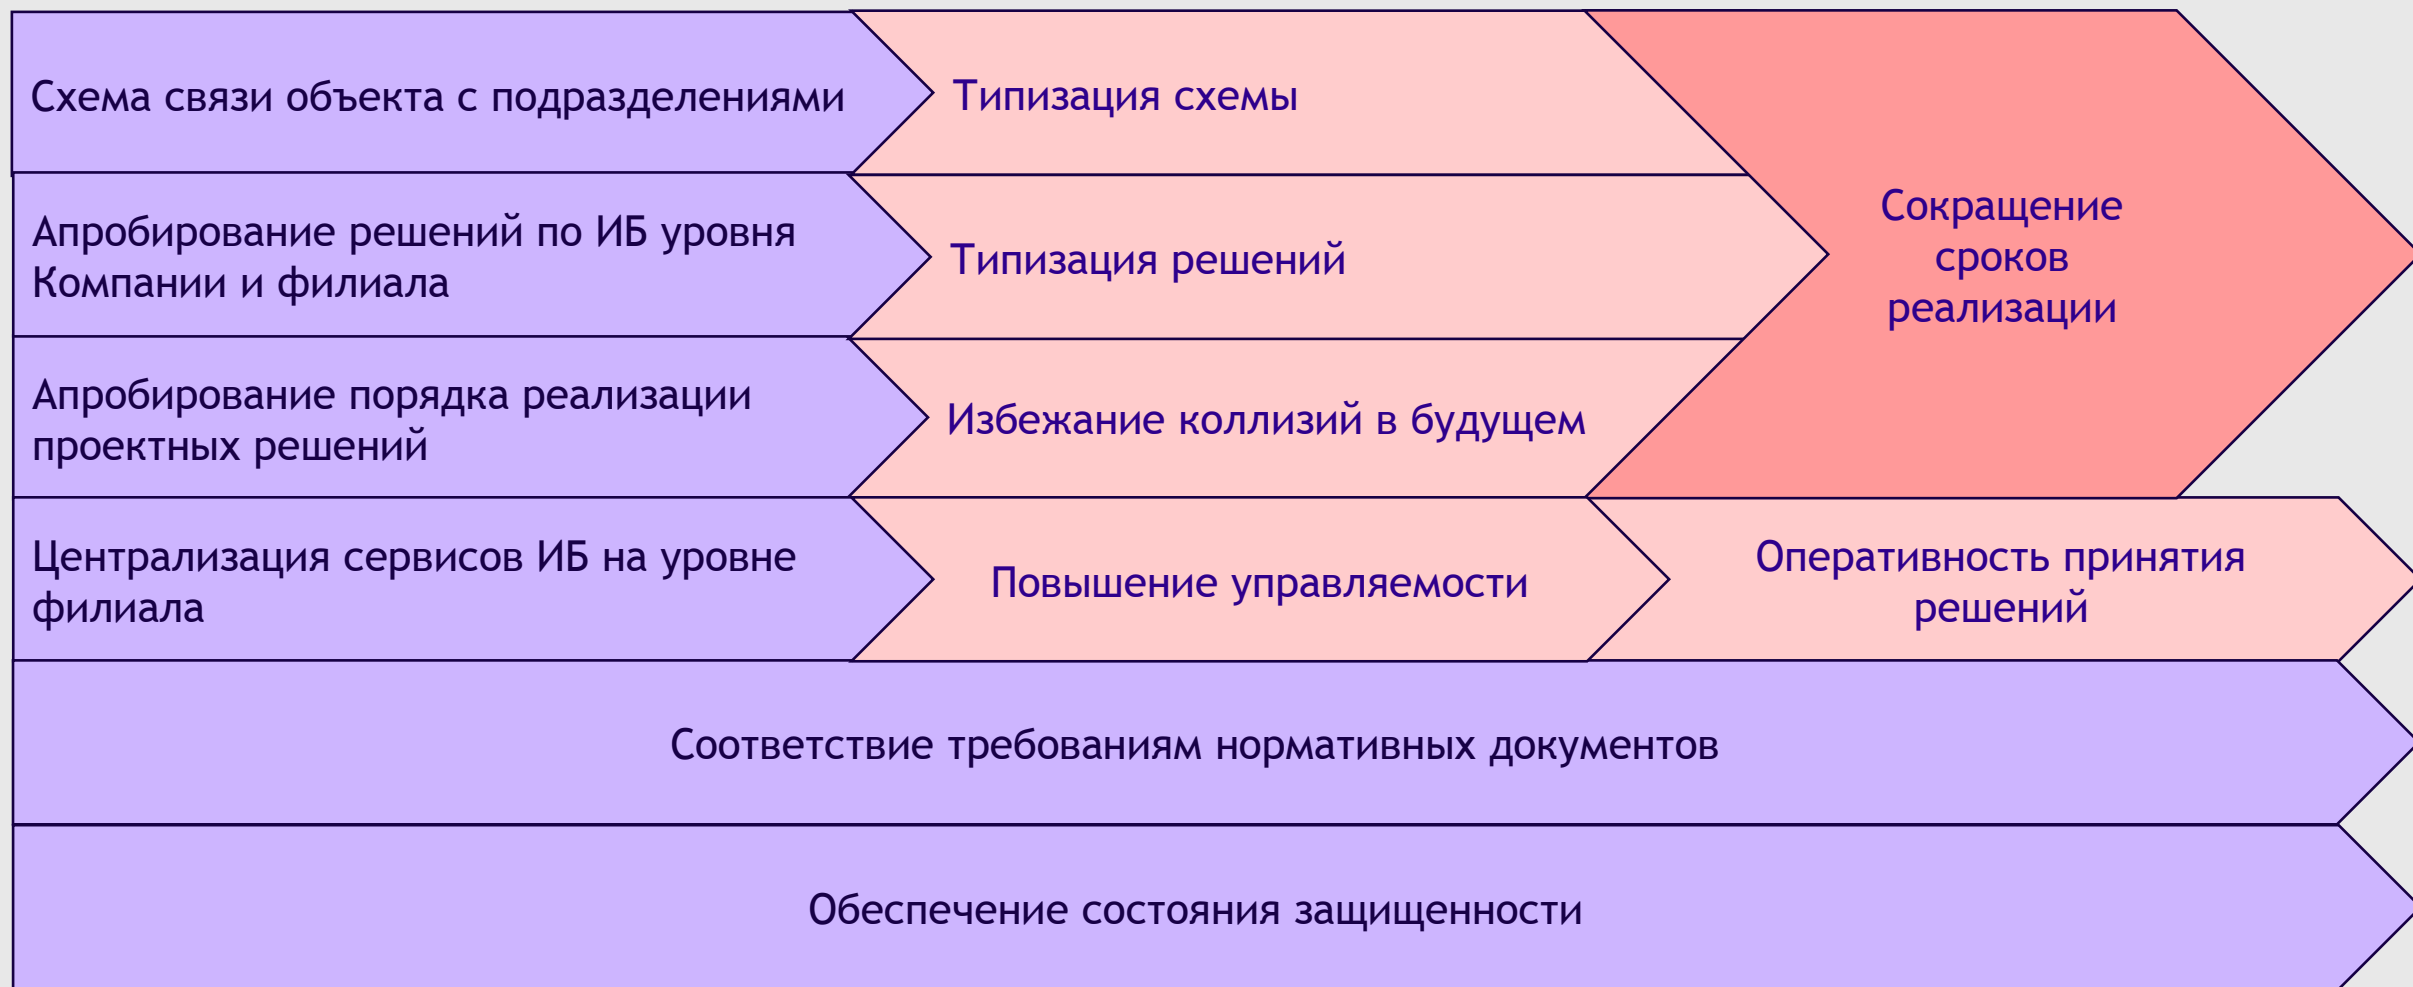 Схема связи объекта с подразделениями
Типизация схемы
Апробирование решений по ИБ уровня
Компании и филиала
Типизация решений
Сокращение
сроков
реализации
Апробирование порядка реализации
проектных решений
Избежание коллизий в будущем
Централизация сервисов ИБ на уровне
филиала
Повышение управляемости
Оперативность принятия
решений
Соответствие требованиям нормативных документов
Обеспечение состояния защищенности